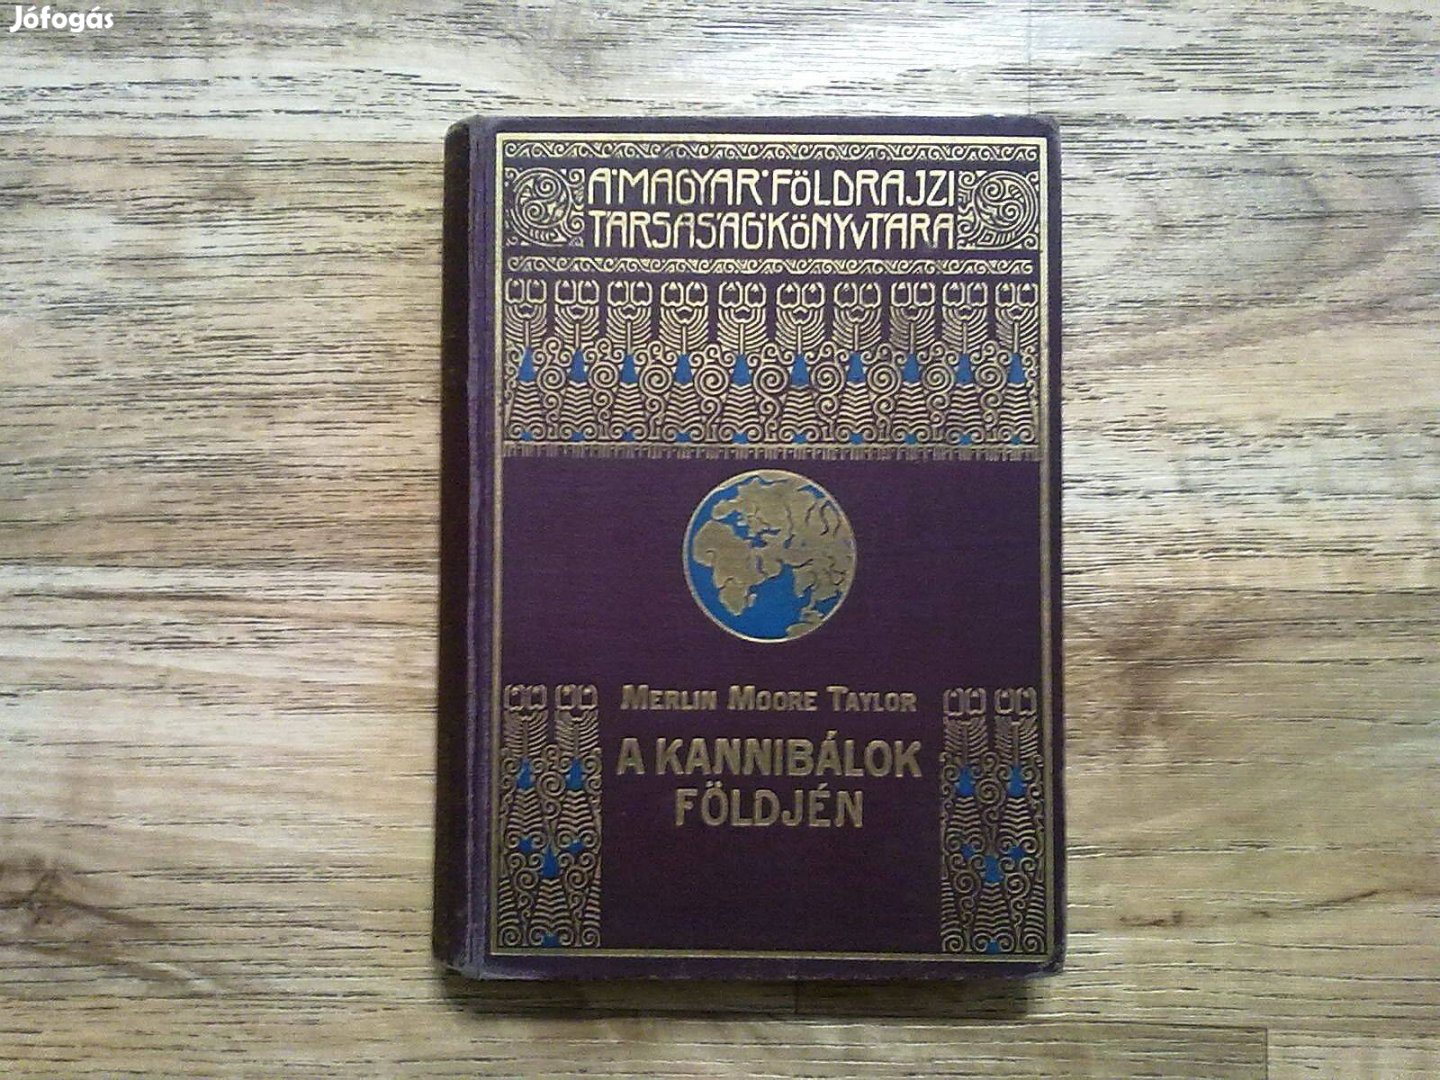 Jófogás
A·MAGYAR·FÖLDRAJZI
TÁRSASÁG·KÖNYVTÁRA
MERLIN MOORE TAYLOR
A KANNIBÁLOK
FÖLDJÉN